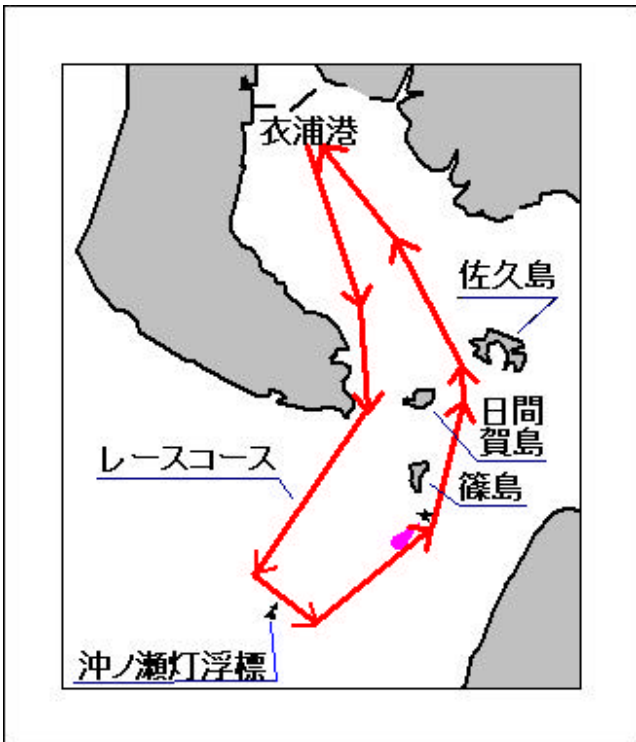 衣浦港
佐久島
日間
賀島
レースコース
篠島
沖ノ瀬灯浮標